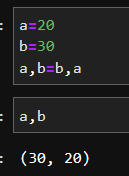 : a=20
b=30
a,b=b,a
: a,b
: (30, 20)